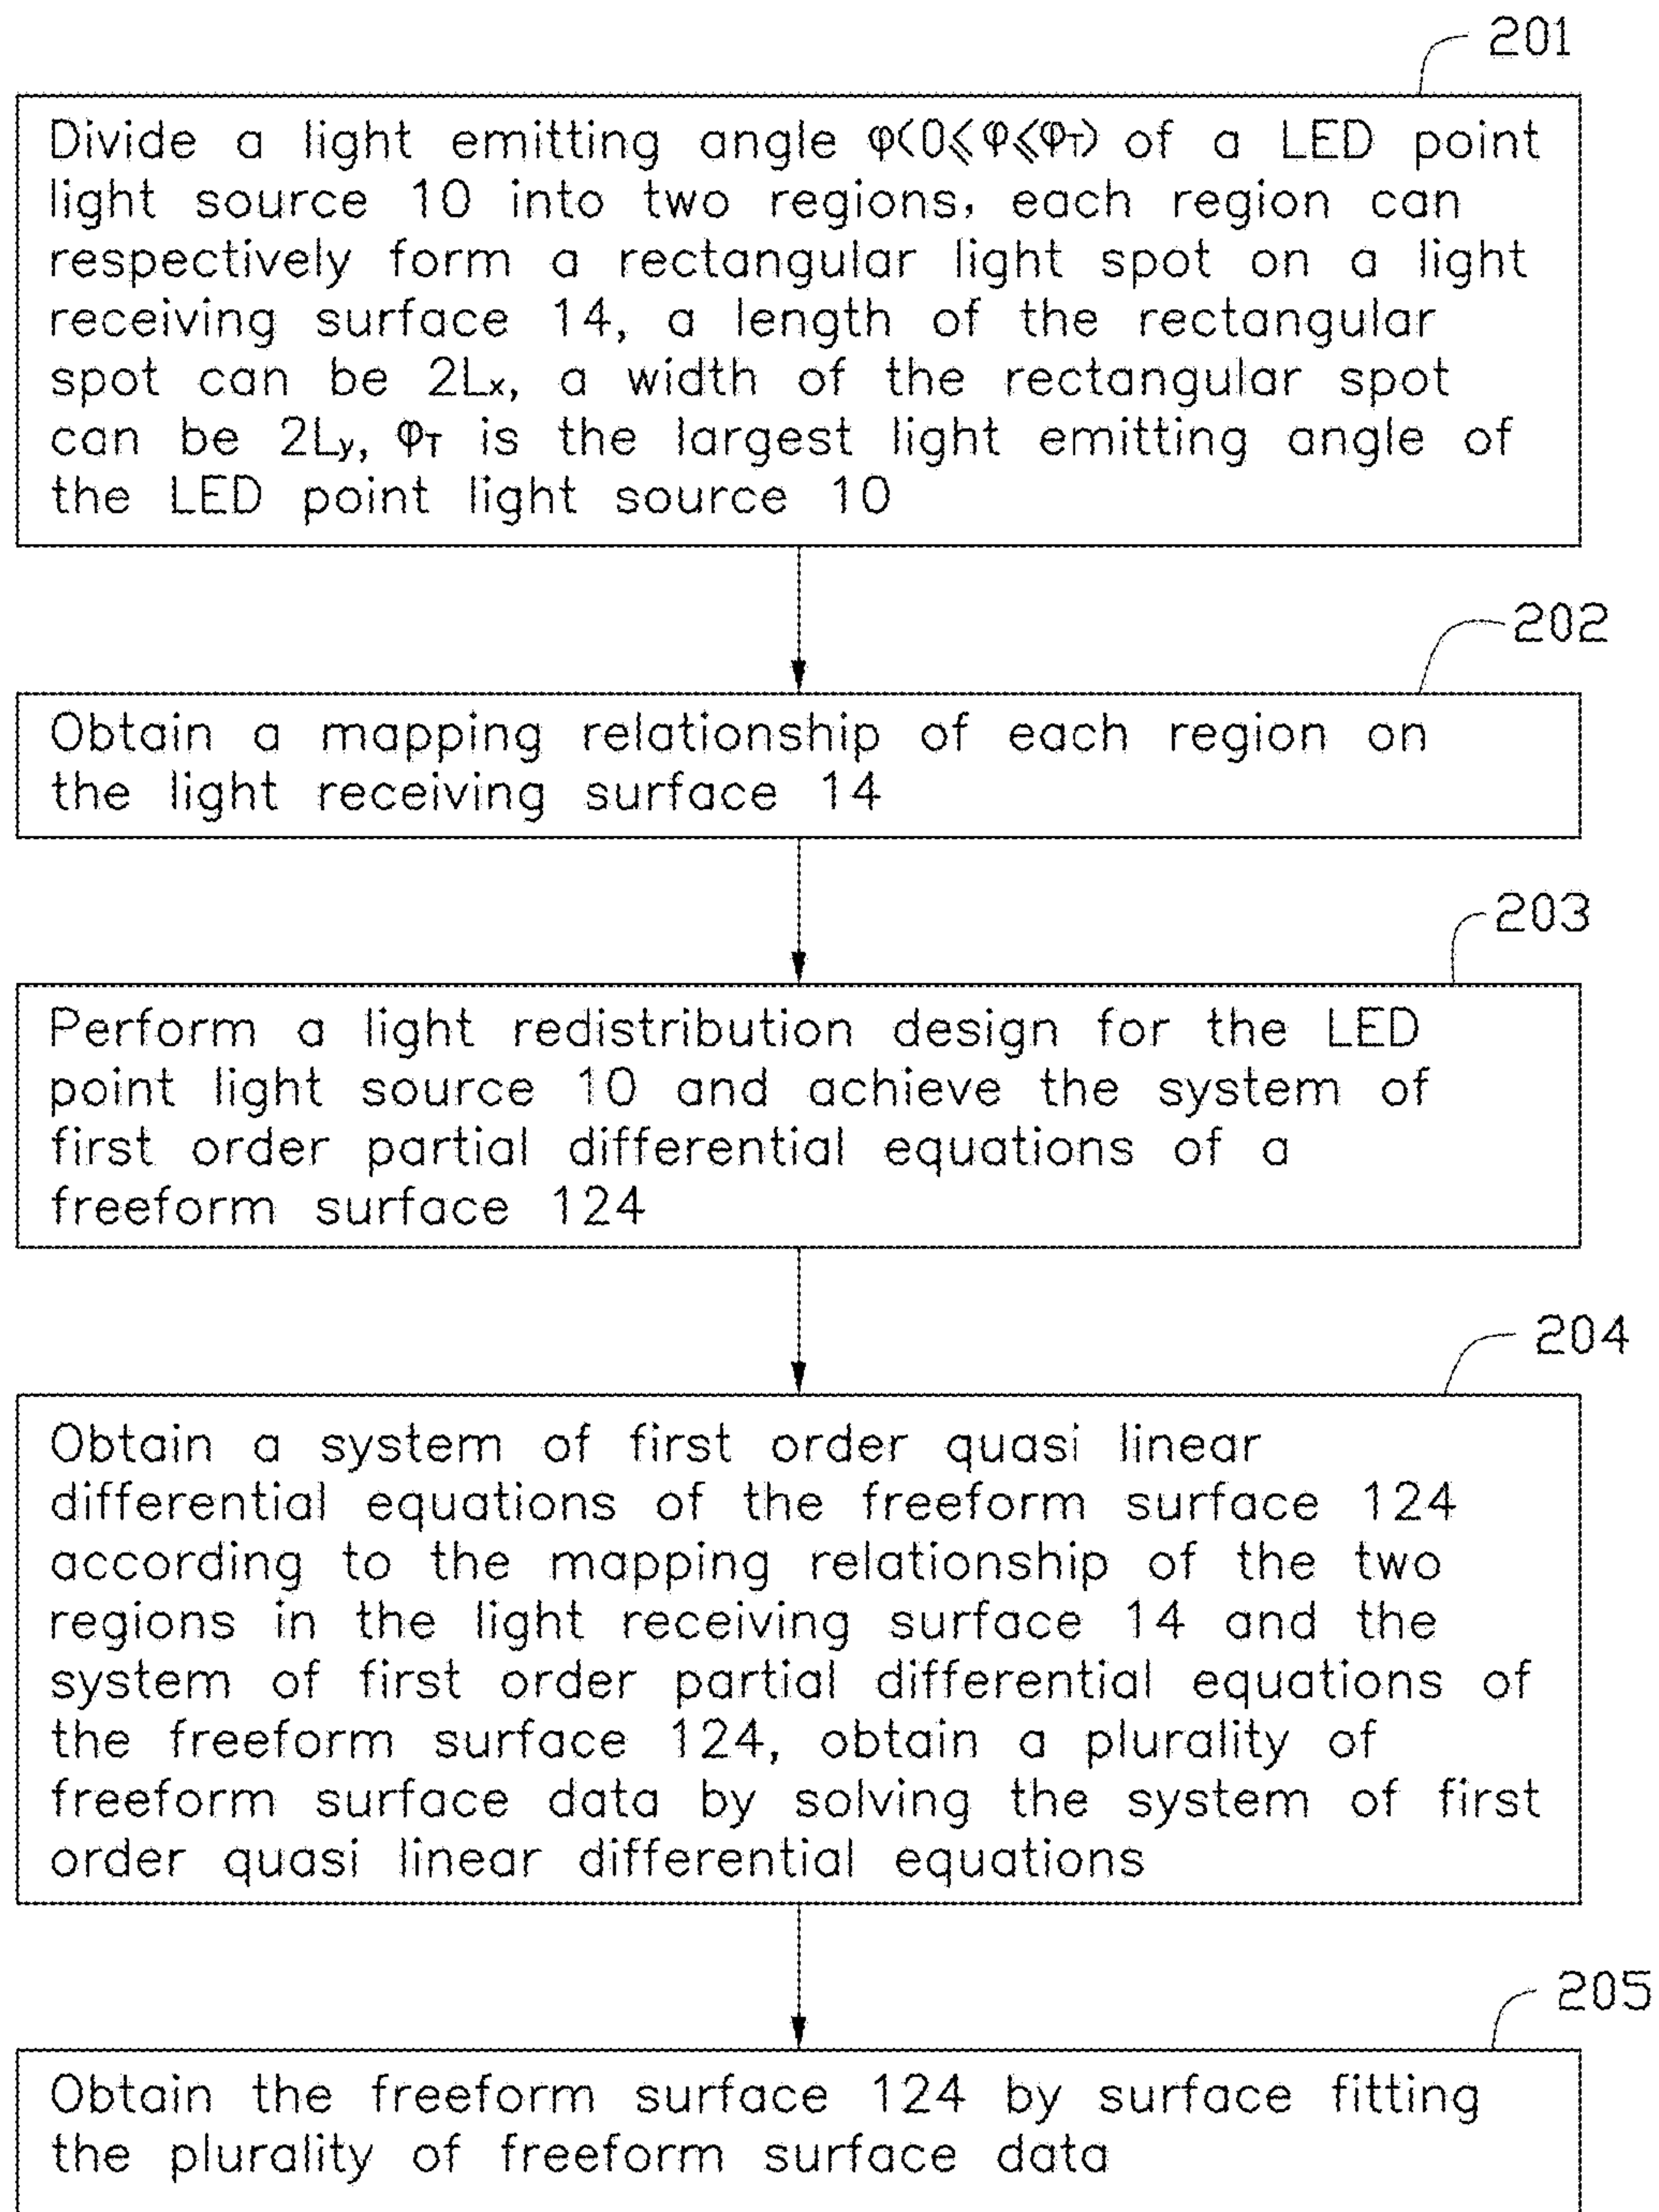 201
Divide a light emitting angle φ(0⩽φ⩽φT) of a LED point
light source 10 into two regions, each region can
respectively form a rectangular light spot on a light
receiving surface 14, a length of the rectangular
spot can be 2Lx, a width of the rectangular spot
can be 2Ly, φT is the largest light emitting angle of
the LED point light source 10
202
Obtain a mapping relationship of each region on
the light receiving surface 14
203
Perform a light redistribution design for the LED
point light source 10 and achieve the system of
first order partial differential equations of a
freeform surface 124
204
Obtain a system of first order quasi linear
differential equations of the freeform surface 124
according to the mapping relationship of the two
regions in the light receiving surface 14 and the
system of first order partial differential equations of
the freeform surface 124, obtain a plurality of
freeform surface data by solving the system of first
order quasi linear differential equations
205
Obtain the freeform surface 124 by surface fitting
the plurality of freeform surface data